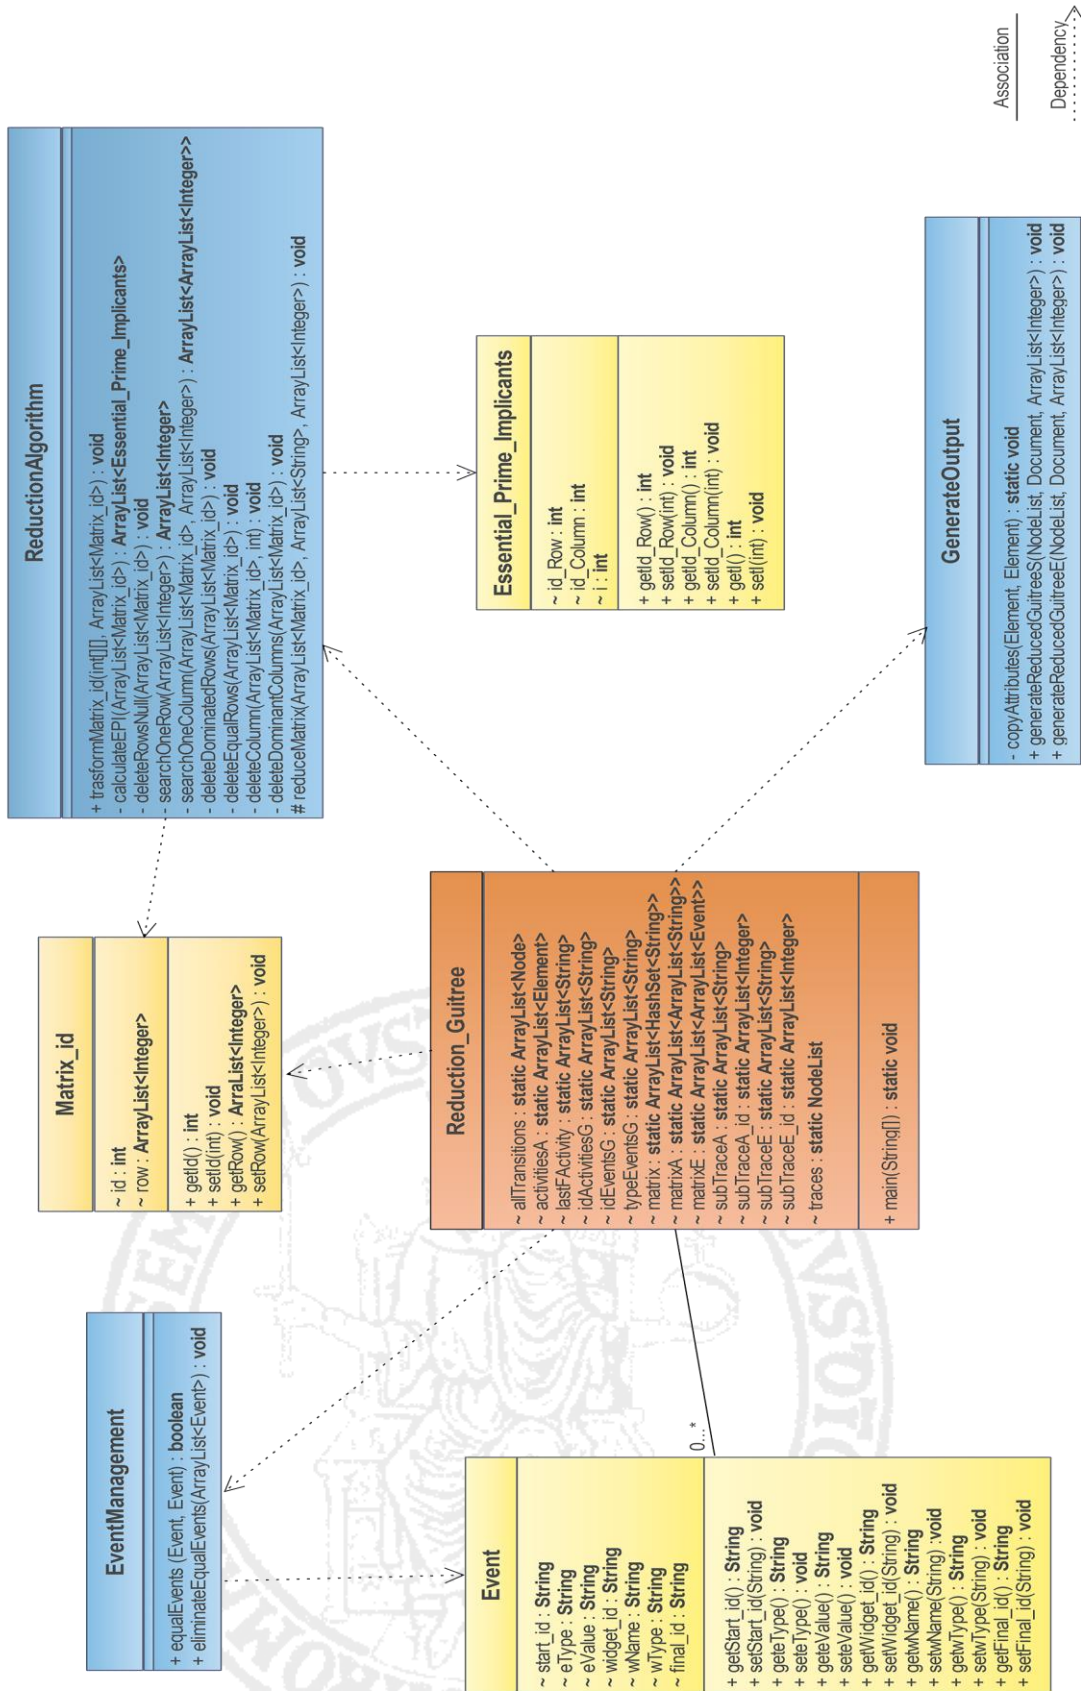 EventManagement
+ equalEvents (Event, Event) : boolean
+ eliminateEqualEvents(ArrayList<Event>) : void
Matrix_id
~ id : int
~ row : ArrayList<Integer>
+ getId() : int
+ setId(int) : void
+ getRow() : ArraList<Integer>
+ setRow(ArrayList<Integer>) : void
ReductionAlgorithm
+ trasformMatrix_id(int[][], ArrayList<Matrix_id>) : void
- calculateEPI(ArrayList<Matrix_id>) : ArrayList<Essential_Prime_Implicants>
- deleteRowsNull(ArrayList<Matrix_id>) : void
- searchOneRow(ArrayList<Integer>) : ArrayList<Integer>
- searchOneColumn(ArrayList<Matrix_id>, ArrayList<Integer>) : ArrayList<ArrayList<Integer>>
- deleteDominatedRows(ArrayList<Matrix_id>) : void
- deleteEqualRows(ArrayList<Matrix_id>) : void
- deleteColumn(ArrayList<Matrix_id>, int) : void
- deleteDominantColumns(ArrayList<Matrix_id>) : void
# reduceMatrix(ArrayList<Matrix_id>, ArrayList<String>, ArrayList<Integer>) : void
Event
~ start_id : String
~ eType : String
~ eValue : String
~ widget_id : String
~ wName : String
~ wType : String
~ final_id : String
+ getStart_id() : String
+ setStart_id(String) : void
+ geteType() : String
+ seteType() : void
+ geteValue() : String
+ seteValue() : void
+ getWidget_id() : String
+ setWidget_id(String) : void
+ getwName() : String
+ setwName(String) :void
+ getwType() : String
+ setwType(String) : void
+ getFinal_id() : String
+ setFinal_id(String) : void
0...*
Reduction_Guitree
~ allTransitions : static ArrayList<Node>
~ activitiesA : static ArrayList<Element>
~ lastFActivity : static ArrayList<String>
~ idActivitiesG : static ArrayList<String>
~ idEventsG : static ArrayList<String>
~ typeEventsG : static ArrayList<String>
~ matrix : static ArrayList<HashSet<String>>
~ matrixA : static ArrayList<ArrayList<String>>
~ matrixE : static ArrayList<ArrayList<Event>>
~ subTraceA : static ArrayList<String>
~ subTraceA_id : static ArrayList<Integer>
~ subTraceE : static ArrayList<String>
~ subTraceE_id : static ArrayList<Integer>
~ traces : static NodeList
+ main(String[]) : static void
Essential_Prime_Implicants
~ id_Row : int
~ id_Column : int
~ i : int
+ getId_Row() : int
+ setId_Row(int) : void
+ getId_Column() : int
+ setId_Column(int) : void
+ getI() : int
+ setI(int) : void
GenerateOutput
- copyAttributes(Element, Element) : static void
+ generateReducedGuitreeS(NodeList, Document, ArrayList<Integer>) : void
+ generateReducedGuitreeE(NodeList, Document, ArrayList<Integer>) : void
Association
Dependency